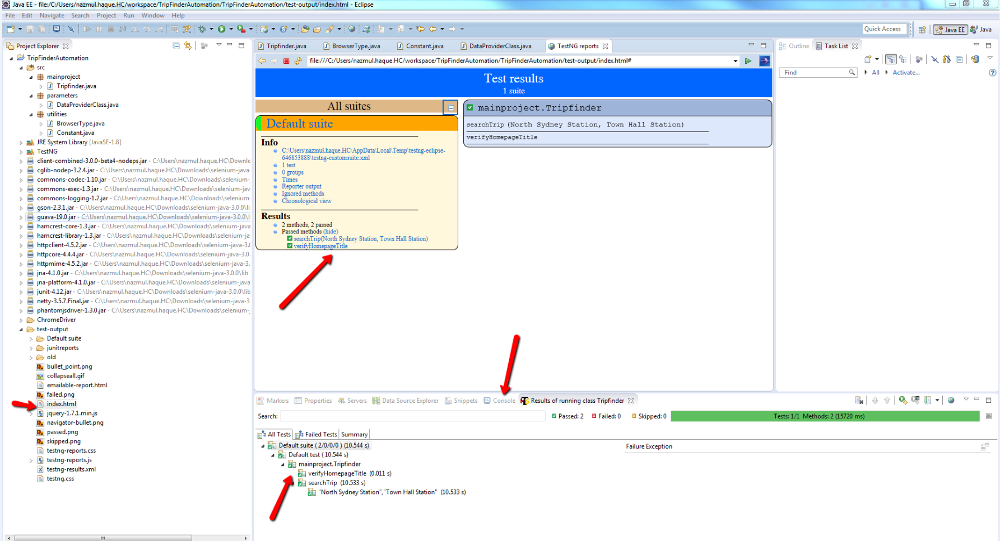 Java EE - file:/C:/Users/nazmul.haque.HC/workspace/TripFinderAutomation/TripFinderAutomation/test-output/index.html - Eclipse
File Edit Navigate Search Project Run Window Help
Quick Access
Java EE
Java
Project Explorer
TripFinderAutomation
src
mainproject
Tripfinder.java
parameters
DataProviderClass.java
utilities
BrowserType.java
Constant.java
JRE System Library [JavaSE-1.8]
TestNG
client-combined-3.0.0-beta4-nodeps.jar - C:\Users\nazmul.haque.HC\Downlc
cglib-nodep-3.2.4.jar - C:\Users\nazmul.haque.HC\Downloads\selenium-java-
commons-codec-1.10.jar - C:\Users\nazmul.haque.HC\Downloads\selenium-
commons-exec-1.3.jar - C:\Users\nazmul.haque.HC\Downloads\selenium-jav
commons-logging-1.2.jar - C:\Users\nazmul.haque.HC\Downloads\selenium
gson-2.3.1.jar - C:\Users\nazmul.haque.HC\Downloads\selenium-java-3.0.0\li
guava-19.0.jar - C:\Users\nazmul.haque.HC\Downloads\selenium-java-3.0.0\l
hamcrest-core-1.3.jar - C:\Users\nazmul.haque.HC\Downloads\selenium-java
hamcrest-library-1.3.jar - C:\Users\nazmul.haque.HC\Downloads\selenium-ja
httpclient-4.5.2.jar - C:\Users\nazmul.haque.HC\Downloads\selenium-java-3.
httpcore-4.4.4.jar - C:\Users\nazmul.haque.HC\Downloads\selenium-java-3.0.
httpmime-4.5.2.jar - C:\Users\nazmul.haque.HC\Downloads\selenium-java-3.
jna-4.1.0.jar - C:\Users\nazmul.haque.HC\Downloads\selenium-java-3.0.0\lib
jna-platform-4.1.0.jar - C:\Users\nazmul.haque.HC\Downloads\selenium-java
junit-4.12.jar - C:\Users\nazmul.haque.HC\Downloads\selenium-java-3.0.0\lib
netty-3.5.7.Final.jar - C:\Users\nazmul.haque.HC\Downloads\selenium-java-3
phantomjsdriver-1.3.0.jar - C:\Users\nazmul.haque.HC\Downloads\selenium-
ChromeDriver
test-output
Default suite
junitreports
old
bullet_point.png
collapseall.gif
emailable-report.html
failed.png
index.html
jquery-1.7.1.min.js
navigator-bullet.png
passed.png
skipped.png
testng-reports.css
testng-reports.js
testng-results.xml
testng.css
Tripfinder.java
BrowserType.java
Constant.java
DataProviderClass.java
TestNG reports
file:///C:/Users/nazmul.haque.HC/workspace/TripFinderAutomation/TripFinderAutomation/test-output/index.html#
Test results
1 suite
All suites
Default suite
Info
C:\Users\nazmul.haque.HC\AppData\Local\Temp\testng-eclipse-
646853888\testng-customsuite.xml
1 test
0 groups
Times
Reporter output
Ignored methods
Chronological view
Results
2 methods, 2 passed
Passed methods (hide)
searchTrip(North Sydney Station, Town Hall Station)
verifyHomepageTitle
mainproject.Tripfinder
searchTrip (North Sydney Station, Town Hall Station)
verifyHomepageTitle
Outline
Task List
Find
All
Activate...
Markers
Properties
Servers
Data Source Explorer
Snippets
Console
Results of running class Tripfinder
Search:
Passed: 2
Failed: 0
Skipped: 0
Tests: 1/1 Methods: 2 (15720 ms)
All Tests
Failed Tests
Summary
Default suite ( 2/0/0/0 ) (10.544 s)
Default test ( 10.544 s)
mainproject.Tripfinder
verifyHomepageTitle (0.011 s)
searchTrip (10.533 s)
"North Sydney Station","Town Hall Station" (10.533 s)
Failure Exception